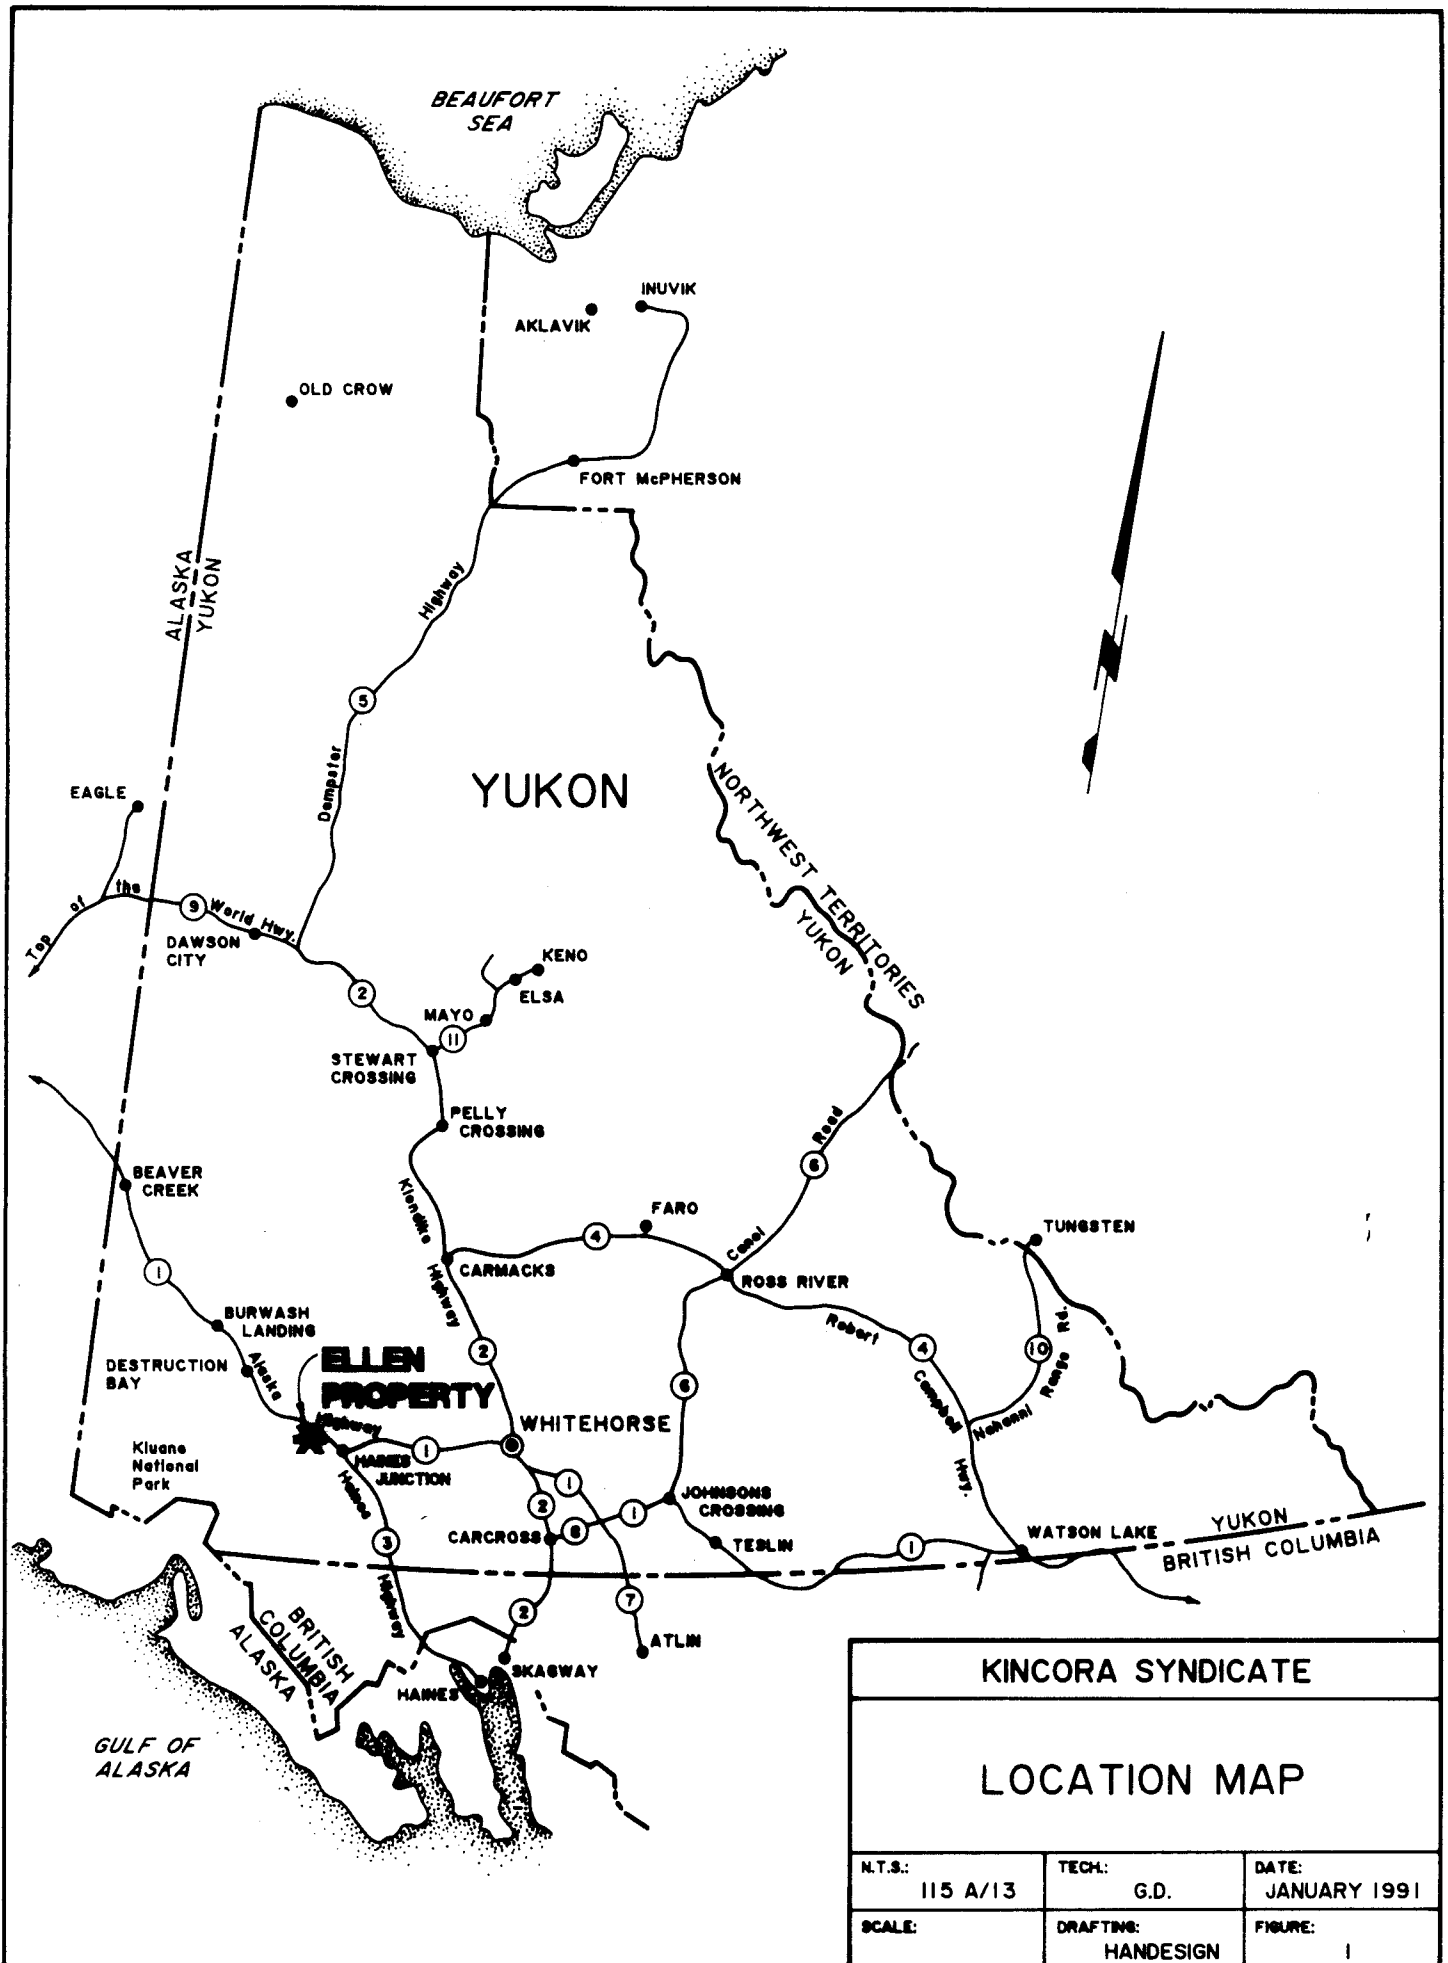 BEAUFORT
SEA
INUVIK
AKLAVIK
OLD CROW
FORT McPHERSON
ALASKA
YUKON
Highway
5
Dempster
YUKON
EAGLE
NORTHWEST TERRITORIES
YUKON
Top of the World Hwy.
9
DAWSON
CITY
2
KENO
ELSA
MAYO
11
STEWART
CROSSING
PELLY
CROSSING
BEAVER
CREEK
Klondike
Highway
Canol
Road
6
FARO
4
TUNGSTEN
CARMACKS
ROSS RIVER
1
BURWASH
LANDING
DESTRUCTION
BAY
Alaska
Highway
ELLEN
PROPERTY
2
6
Robert
Campbell
Hwy.
4
10
Nahanni Range Rd.
WHITEHORSE
Kluane
National
Park
HAINES
JUNCTION
1
1
2
Haines
Highway
3
CARCROSS
8
1
JOHNSONS
CROSSING
TESLIN
1
WATSON LAKE
YUKON
BRITISH COLUMBIA
BRITISH
COLUMBIA
ALASKA
2
7
ATLIN
SKAGWAY
HAINES
GULF OF
ALASKA
KINCORA SYNDICATE
LOCATION MAP
N.T.S.:
115 A/13
TECH.:
G.D.
DATE:
JANUARY 1991
SCALE:
DRAFTING:
HANDESIGN
FIGURE:
1